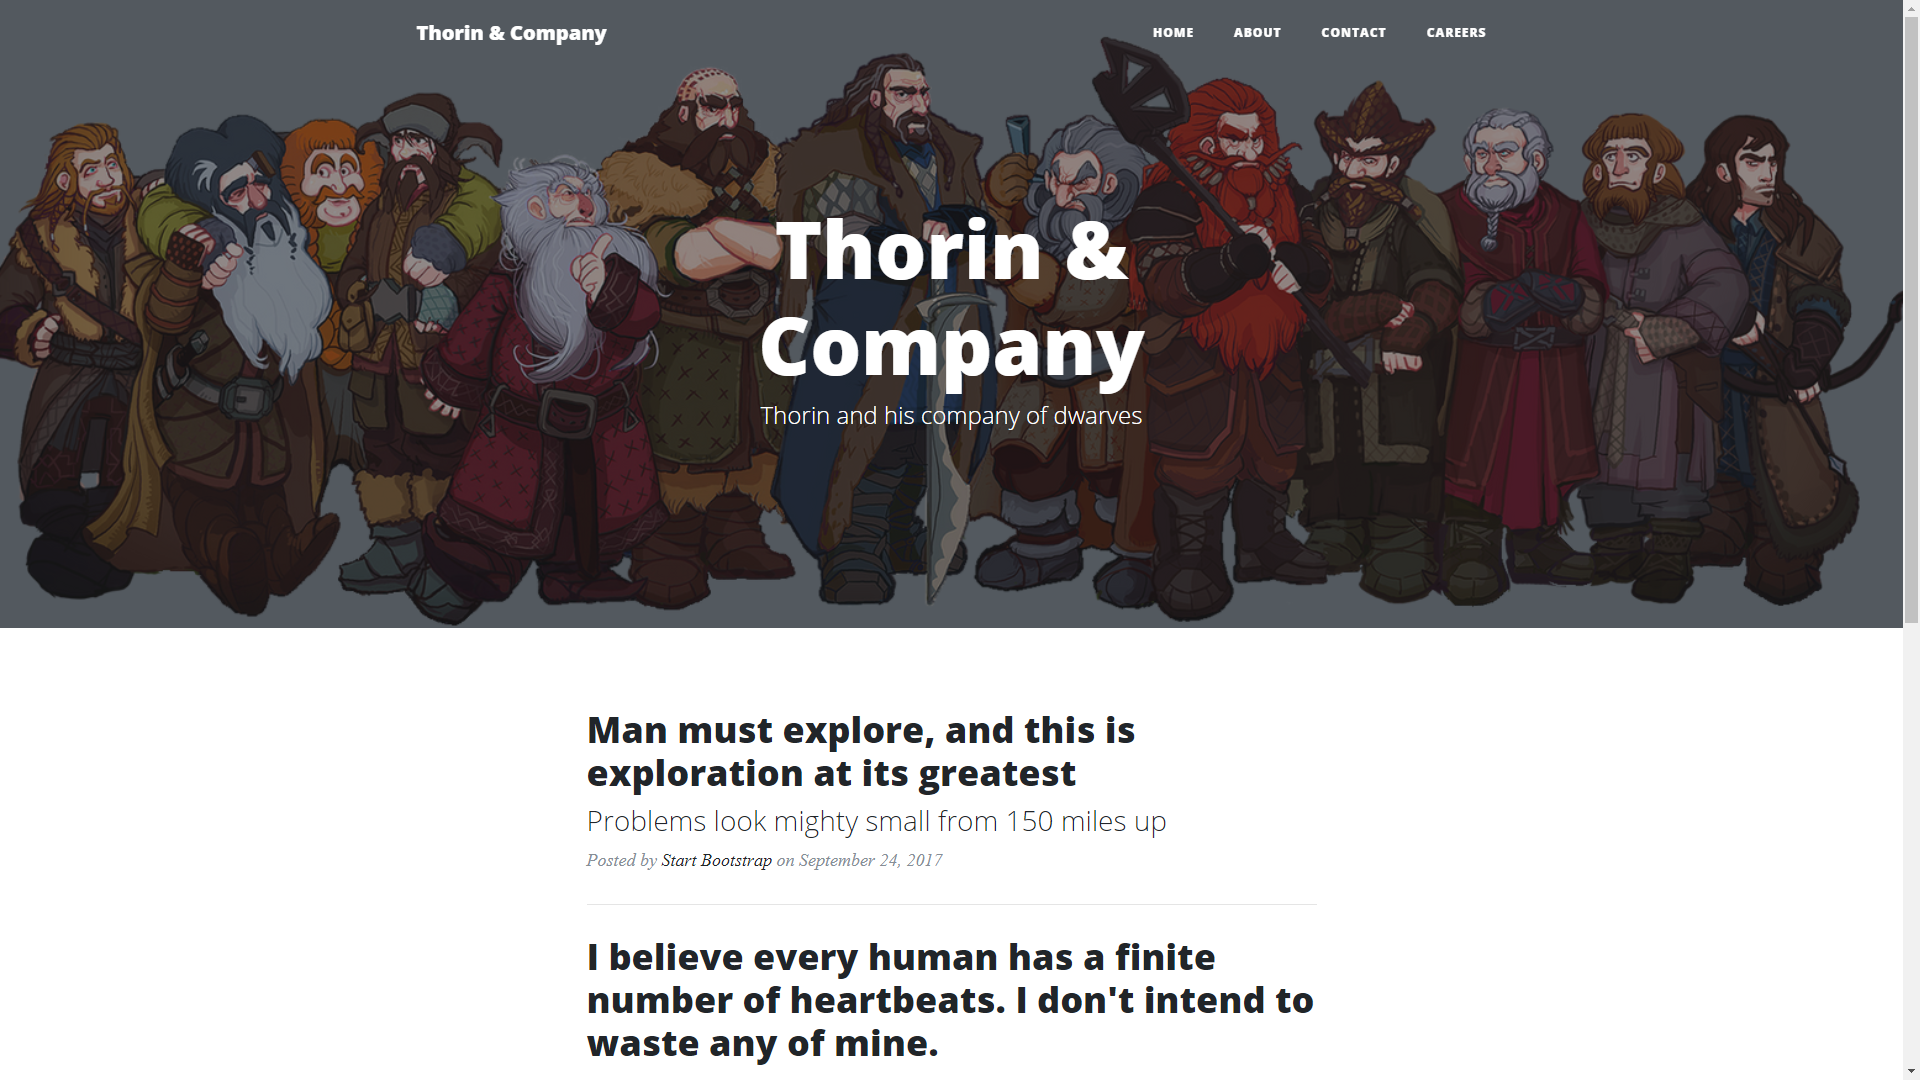 Thorin & Company
HOME ABOUT CONTACT CAREERS
Thorin &
Company
Thorin and his company of dwarves
Man must explore, and this is
exploration at its greatest
Problems look mighty small from 150 miles up
Posted by Start Bootstrap on September 24, 2017
I believe every human has a finite
number of heartbeats. I don't intend to
waste any of mine.